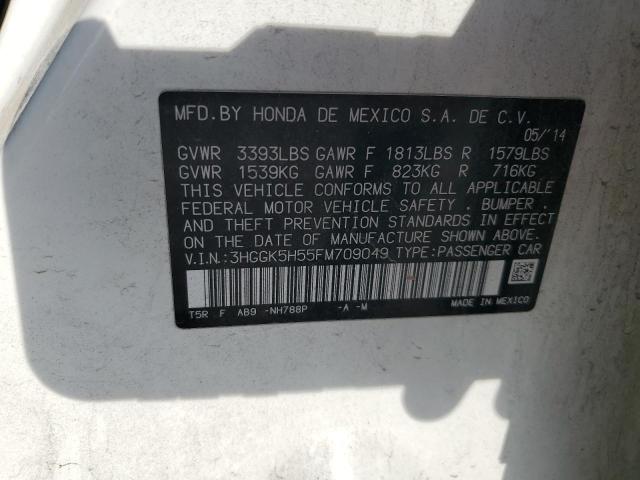 MFD.BY HONDA DE MEXICO S.A. DE C.V.
05/'14
GVWR 3393LBS GAWR F 1813LBS R 1579LBS
GVWR 1539KG GAWR F 823KG R 716KG
THIS VEHICLE CONFORMS TO ALL APPLICABLE
FEDERAL MOTOR VEHICLE SAFETY . BUMPER .
AND THEFT PREVENTION STANDARDS IN EFFECT
ON THE DATE OF MANUFACTURE SHOWN ABOVE.
V.I.N.:3HGGK5H55FM709049 TYPE:PASSENGER CAR
T5R F AB9 -NH788P -A -M MADE IN MEXICO